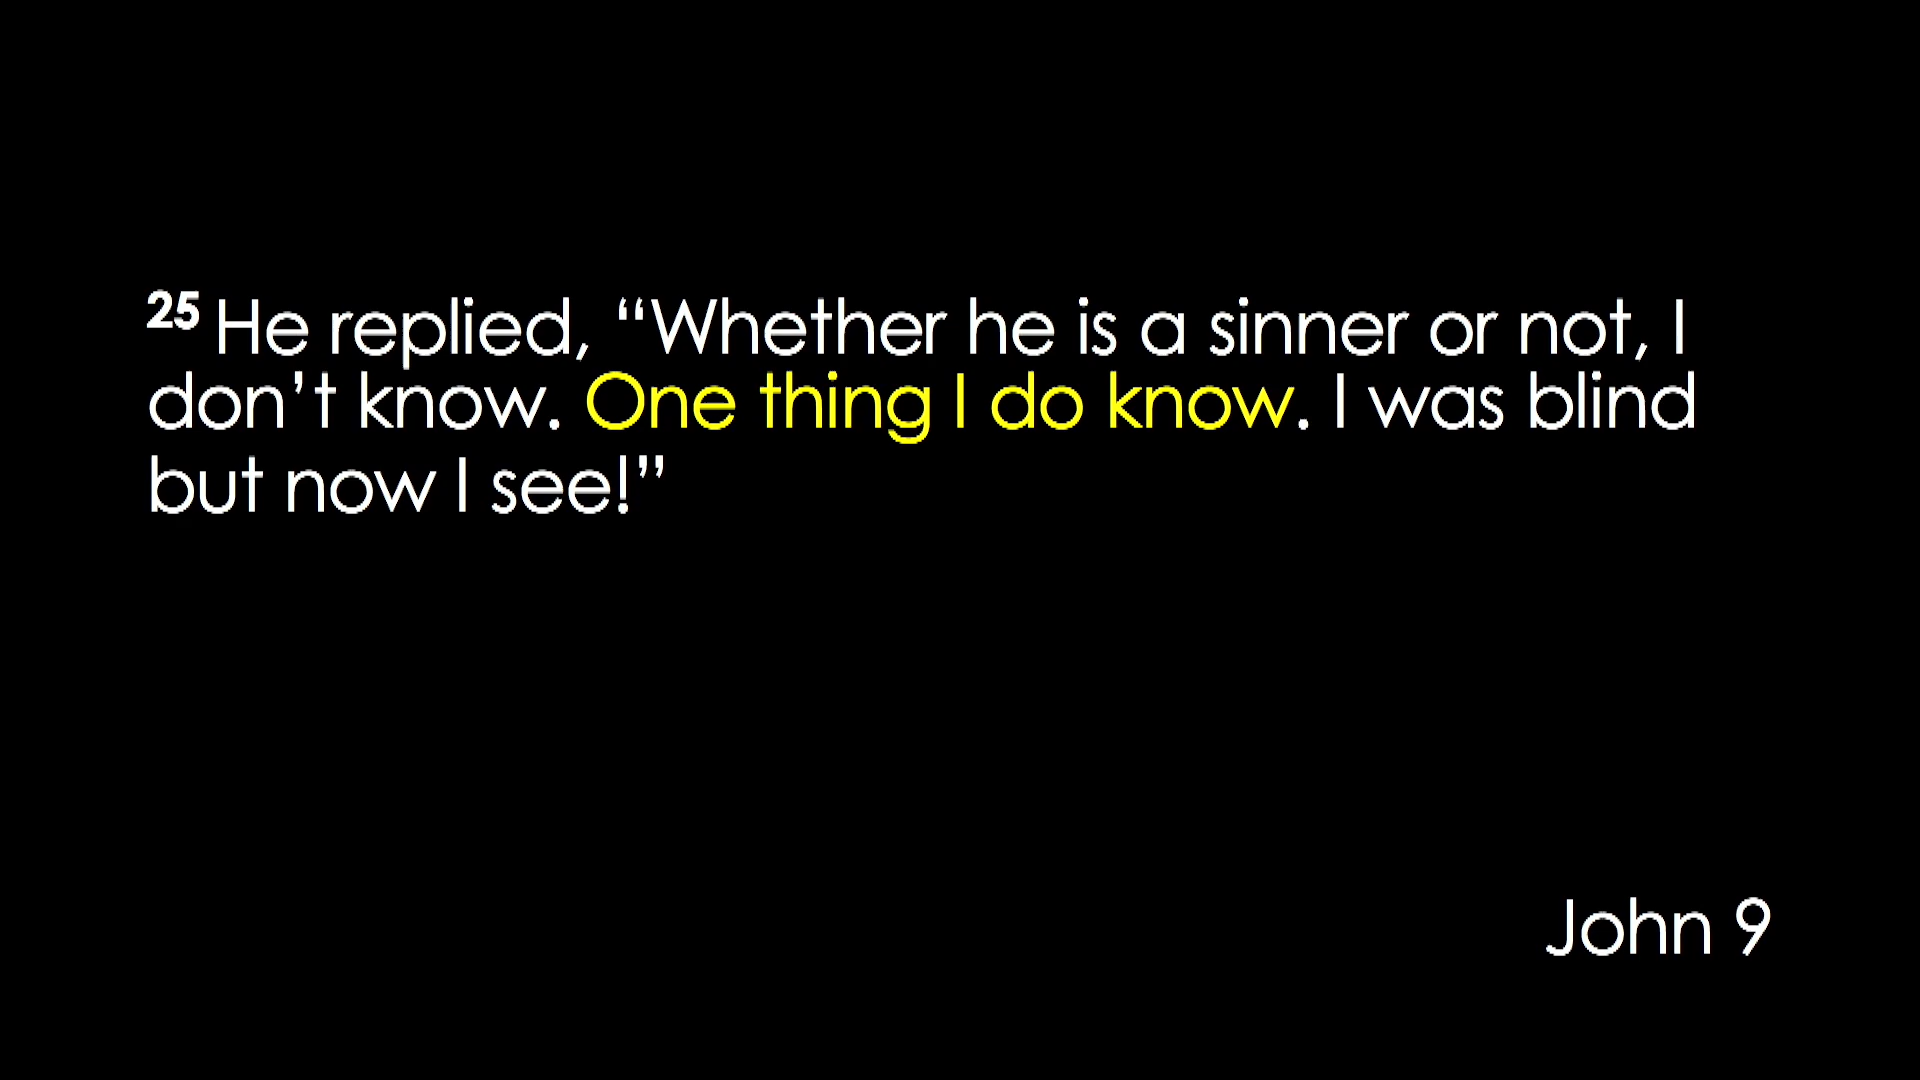 25 He replied, “Whether he is a sinner or not, I
don’t know. One thing I do know. I was blind
but now I see!”
John 9